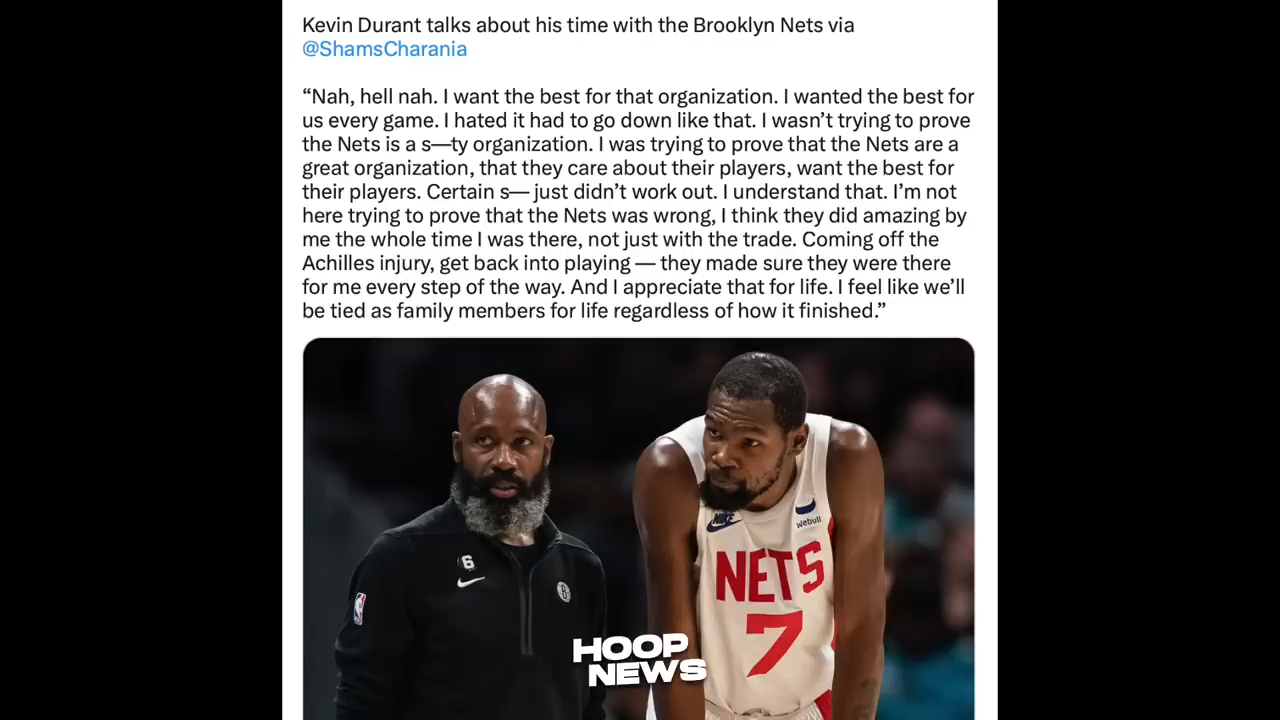 Kevin Durant talks about his time with the Brooklyn Nets via
@ShamsCharania
“Nah, hell nah. I want the best for that organization. I wanted the best for
us every game. I hated it had to go down like that. I wasn’t trying to prove
the Nets is a s—ty organization. I was trying to prove that the Nets are a
great organization, that they care about their players, want the best for
their players. Certain s— just didn’t work out. I understand that. I’m not
here trying to prove that the Nets was wrong, I think they did amazing by
me the whole time I was there, not just with the trade. Coming off the
Achilles injury, get back into playing — they made sure they were there
for me every step of the way. And I appreciate that for life. I feel like we’ll
be tied as family members for life regardless of how it finished.”
NIKE
Webull
6
NETS
7
NBA
B
HOOP
NEWS